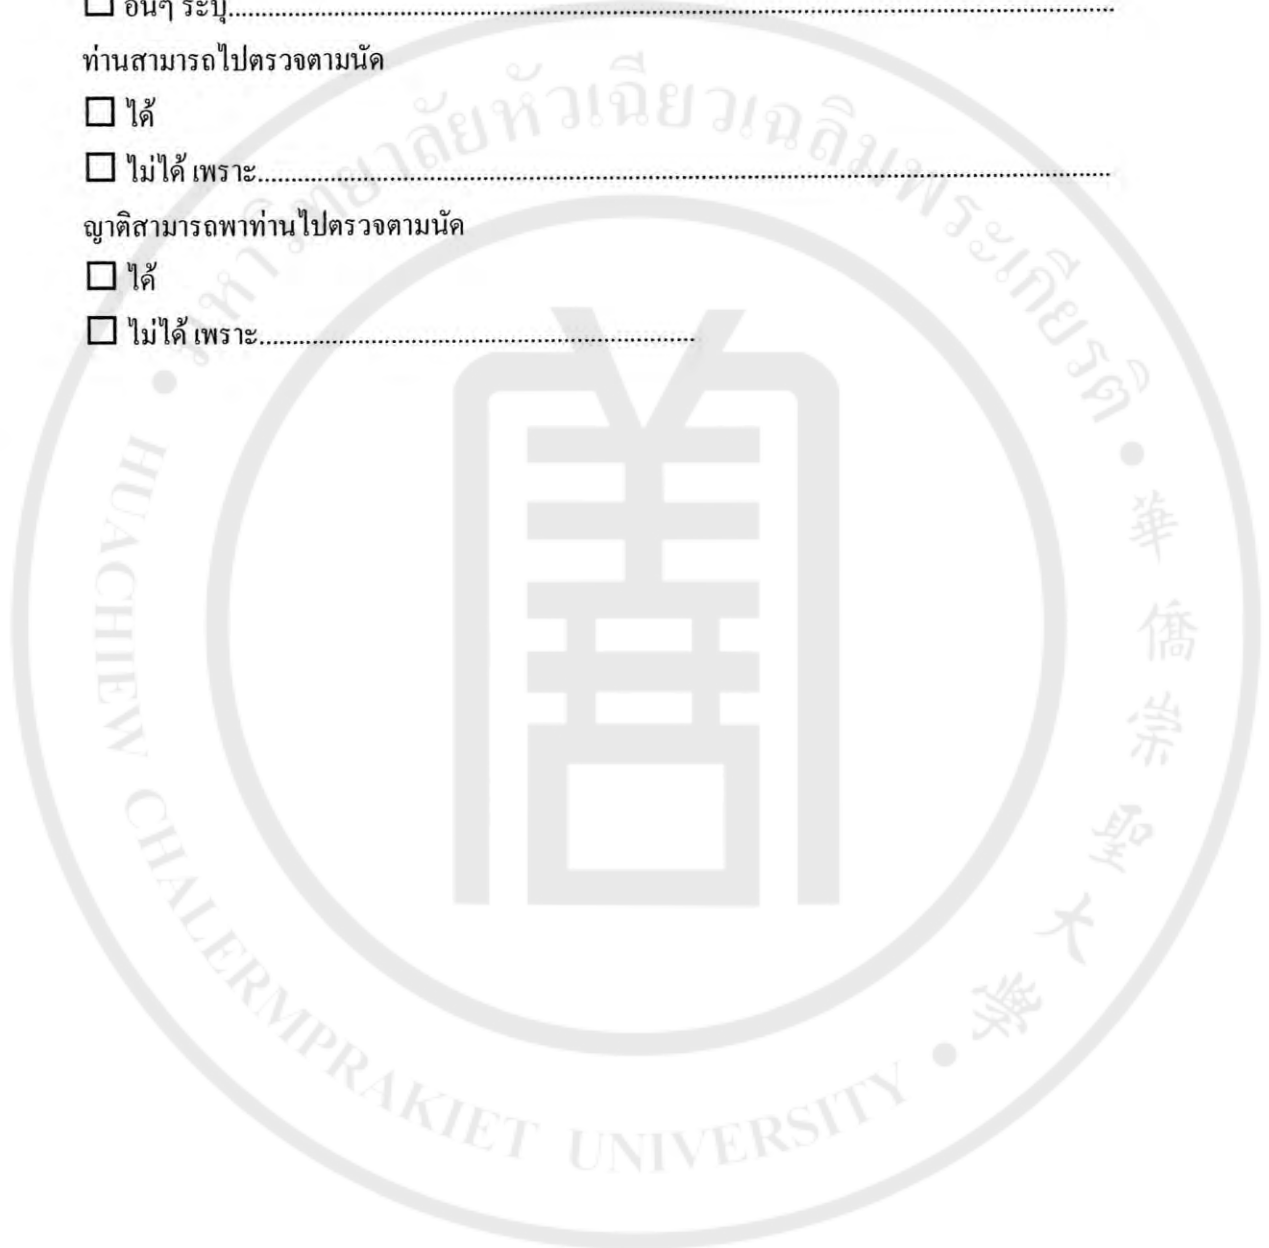 ☐ อื่นๆ ระบุ..........................................................................................................................................
ท่านสามารถไปตรวจตามนัด
☐ ได้
☐ ไม่ได้ เพราะ..................................................................................................................................
ญาติสามารถพาท่านไปตรวจตามนัด
☐ ได้
☐ ไม่ได้ เพราะ.................................................................
มหาวิทยาลัยหัวเฉียวเฉลิมพระเกียรติ
華僑崇聖大學
HUACHIEW CHALERMPRAKIET UNIVERSITY